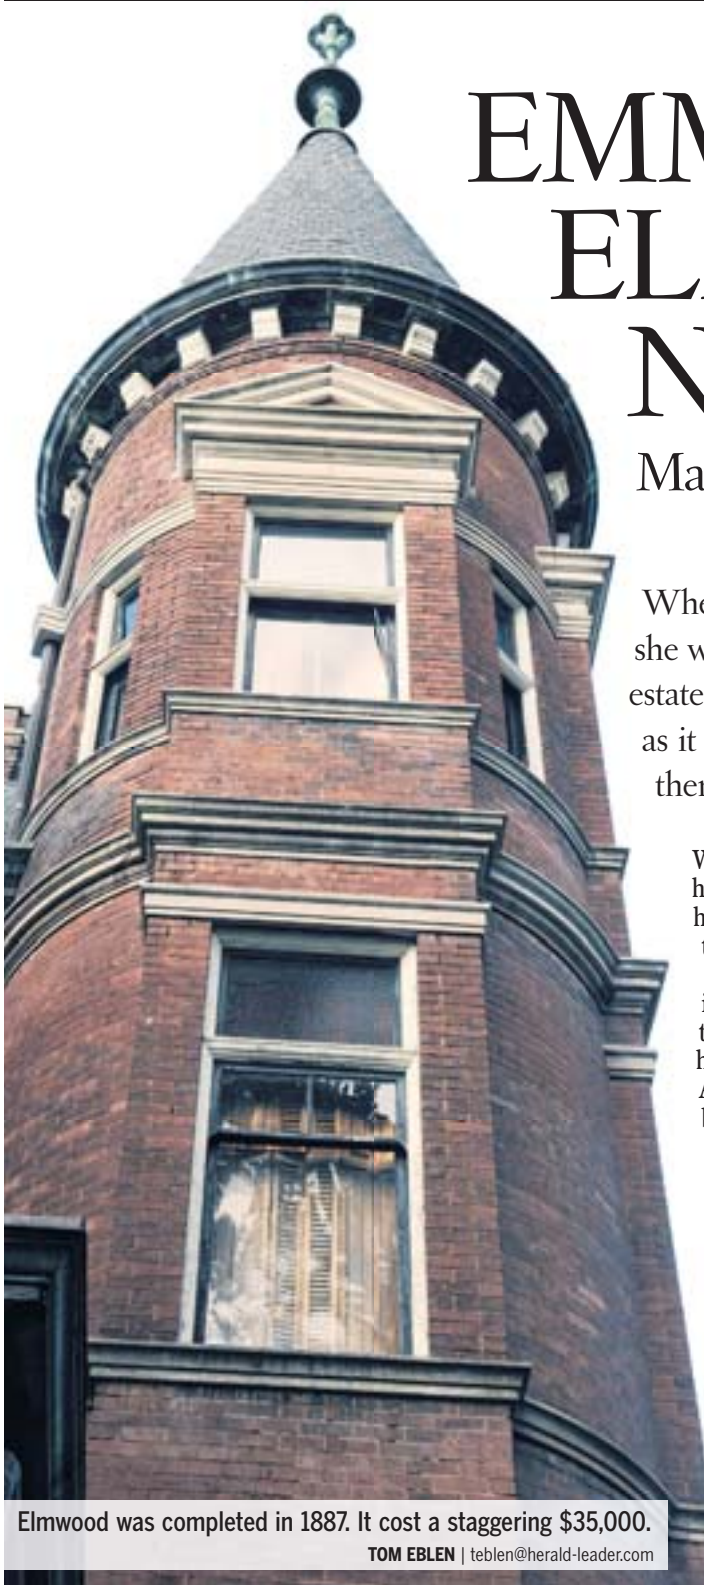 EM
EL
N
Ma
Whe
she w
estate
as it
ther
Elmwood was completed in 1887. It cost a staggering $35,000.
TOM EBLEN | teblen@herald-leader.com